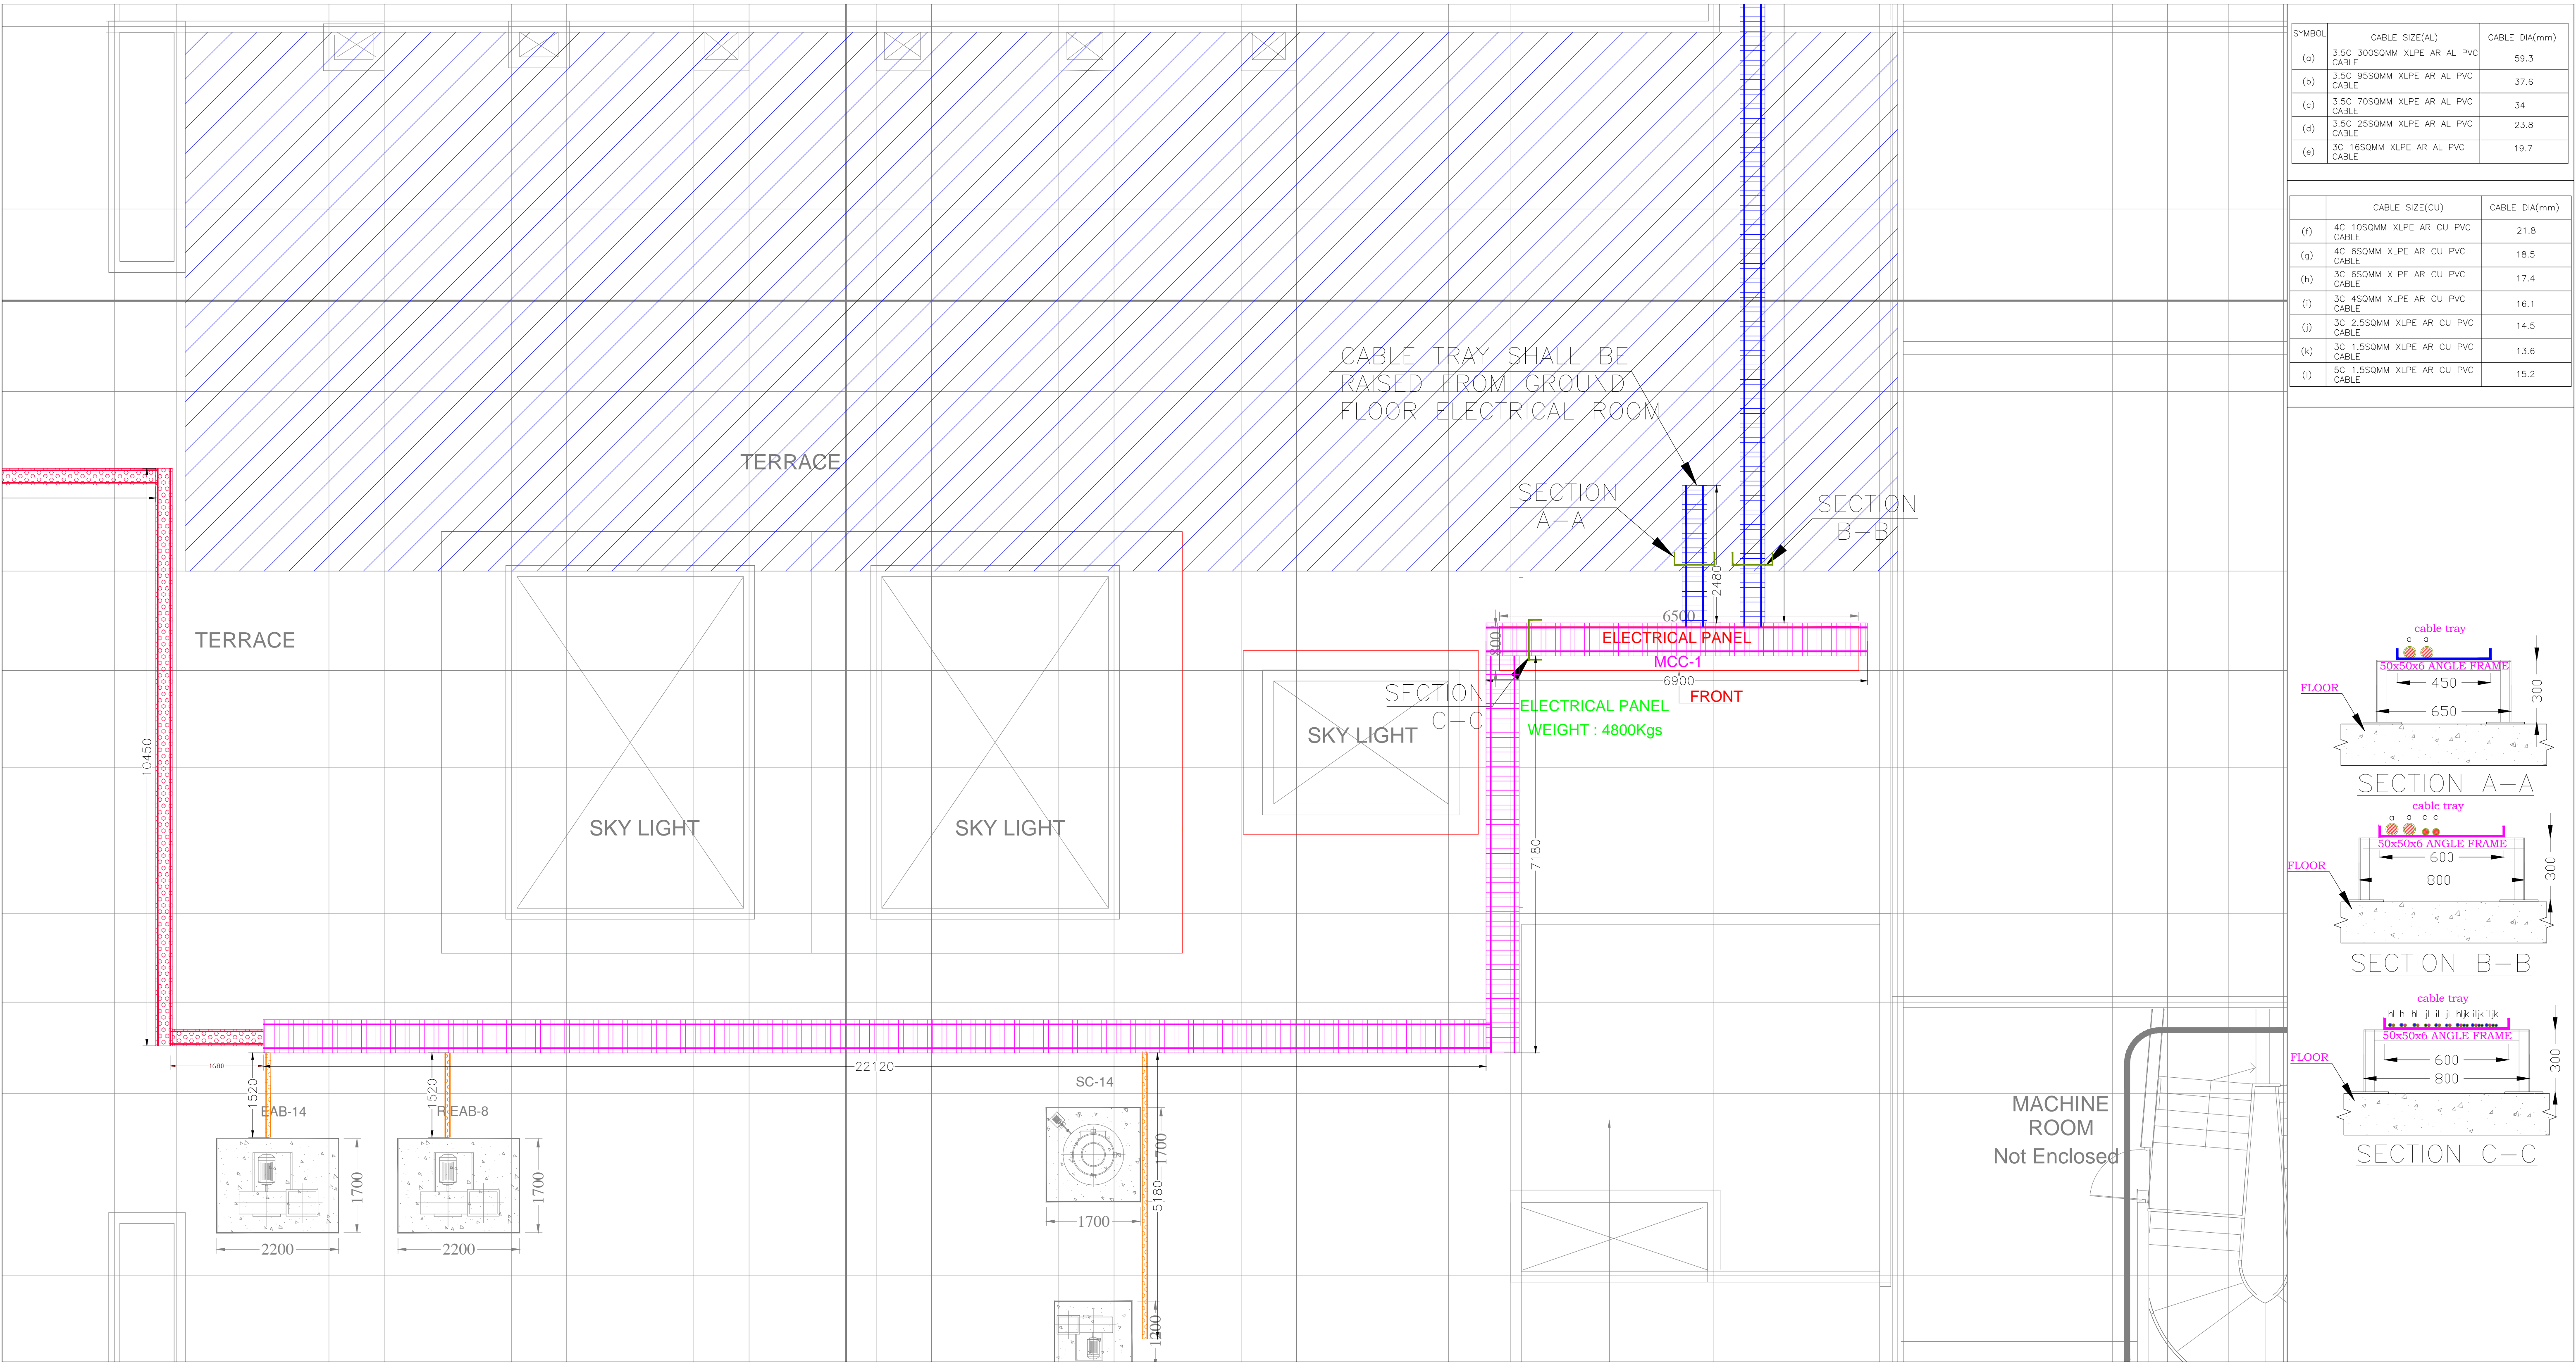 SYMBOL CABLE SIZE(AL) CABLE DIA(mm)
(a) 3.5C 300SQMM XLPE AR AL PVC CABLE 59.3
(b) 3.5C 95SQMM XLPE AR AL PVC CABLE 37.6
(c) 3.5C 70SQMM XLPE AR AL PVC CABLE 34
(d) 3.5C 25SQMM XLPE AR AL PVC CABLE 23.8
(e) 3C 16SQMM XLPE AR AL PVC CABLE 19.7
CABLE SIZE(CU) CABLE DIA(mm)
(f) 4C 10SQMM XLPE AR CU PVC CABLE 21.8
(g) 4C 6SQMM XLPE AR CU PVC CABLE 18.5
(h) 3C 6SQMM XLPE AR CU PVC CABLE 17.4
(i) 3C 4SQMM XLPE AR CU PVC CABLE 16.1
(j) 3C 2.5SQMM XLPE AR CU PVC CABLE 14.5
(k) 3C 1.5SQMM XLPE AR CU PVC CABLE 13.6
(l) 5C 1.5SQMM XLPE AR CU PVC CABLE 15.2
CABLE TRAY SHALL BE
RAISED FROM GROUND
FLOOR ELECTRICAL ROOM
TERRACE
SECTION
A-A
SECTION
B-B
2480
6500
TERRACE
800
ELECTRICAL PANEL
MCC-1
6900
FRONT
SECTION
C-C
ELECTRICAL PANEL
WEIGHT : 4800Kgs
SKY LIGHT
10450
SKY LIGHT
SKY LIGHT
7180
1680
22120
1520
1520
EAB-14
R EAB-8
SC-14
1700
1700
1700
5180
2200
2200
1700
1200
MACHINE
ROOM
Not Enclosed
cable tray
a a
50x50x6 ANGLE FRAME
450
FLOOR
650
300
SECTION A-A
cable tray
a a c c
50x50x6 ANGLE FRAME
600
FLOOR
800
300
SECTION B-B
cable tray
hl hl hl jl il jl hljk iljk iljk
50x50x6 ANGLE FRAME
FLOOR
600
800
300
SECTION C-C